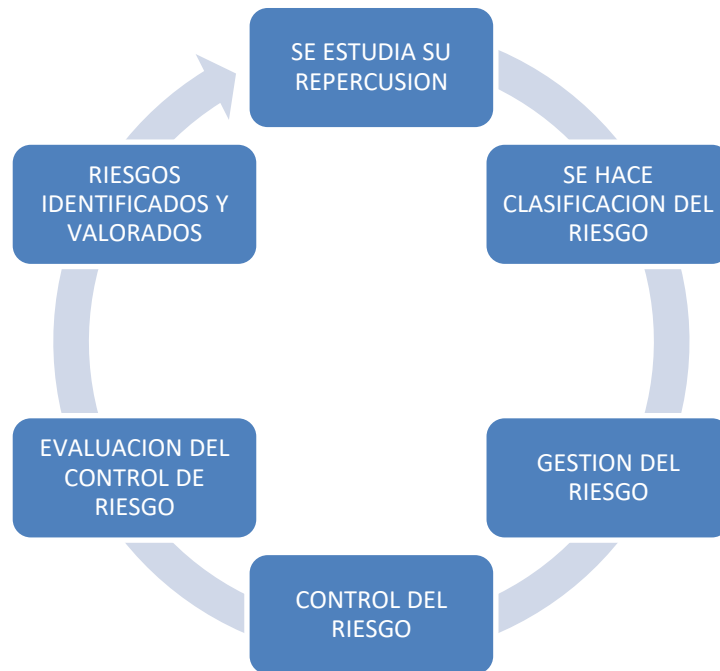 SE ESTUDIA SU
REPERCUSION
SE HACE
CLASIFICACION DEL
RIESGO
GESTION DEL
RIESGO
CONTROL DEL
RIESGO
EVALUACION DEL
CONTROL DE
RIESGO
RIESGOS
IDENTIFICADOS Y
VALORADOS